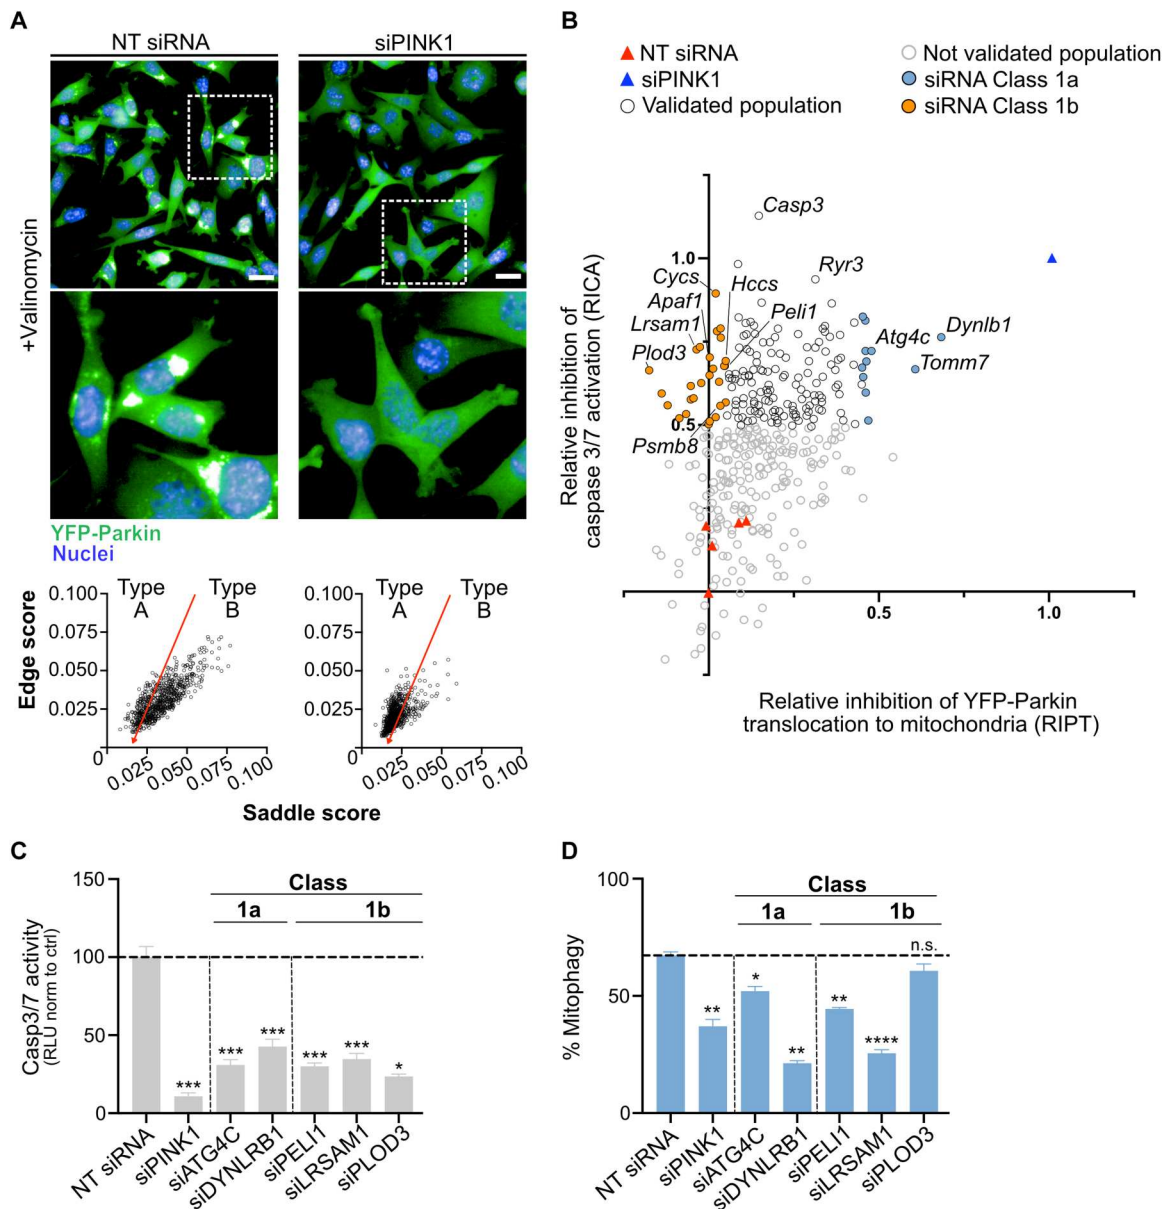 A
NT siRNA
siPINK1
+Valinomycin
YFP-Parkin
Nuclei
Type
A
Type
B
Type
A
Type
B
Edge score
0.100
0.075
0.050
0.025
0
0.025
0.050
0.075
0.100
0.100
0.075
0.050
0.025
0
0.025
0.050
0.075
0.100
Saddle score
B
NT siRNA
siPINK1
Validated population
Not validated population
siRNA Class 1a
siRNA Class 1b
Relative inhibition of
caspase 3/7 activation (RICA)
Casp3
1.0
Cycs
Hccs
Ryr3
Apaf1
Peli1
Lrsam1
Atg4c
Dynlb1
Plod3
Tomm7
0.5
Psmb8
0.5
1.0
Relative inhibition of YFP-Parkin
translocation to mitochondria (RIPT)
C
Casp3/7 activity
(RLU norm to ctrl)
150
100
50
0
Class
1a
1b
***
***
***
***
***
*
NT siRNA
siPINK1
siATG4C
siDYNLRB1
siPELI1
siLRSAM1
siPLOD3
D
% Mitophagy
100
50
0
Class
1a
1b
**
*
**
**
****
n.s.
NT siRNA
siPINK1
siATG4C
siDYNLRB1
siPELI1
siLRSAM1
siPLOD3